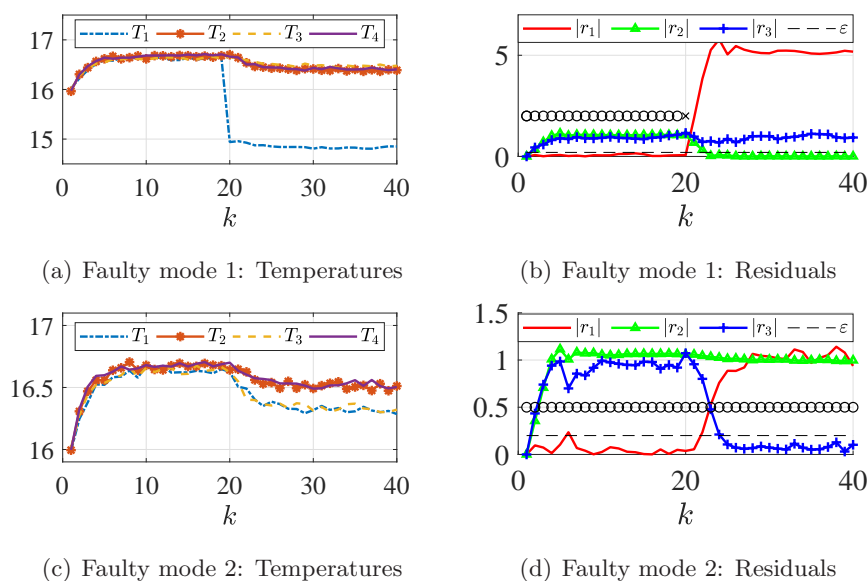 T₁ T₂ T₃ T₄
17
16
15
0 10 20 30 40
k
(a) Faulty mode 1: Temperatures
|r₁| |r₂| |r₃| ε
5
0
0 20 40
k
(b) Faulty mode 1: Residuals
T₁ T₂ T₃ T₄
17
16.5
16
0 10 20 30 40
k
(c) Faulty mode 2: Temperatures
|r₁| |r₂| |r₃| ε
1.5
1
0.5
0
0 20 40
k
(d) Faulty mode 2: Residuals